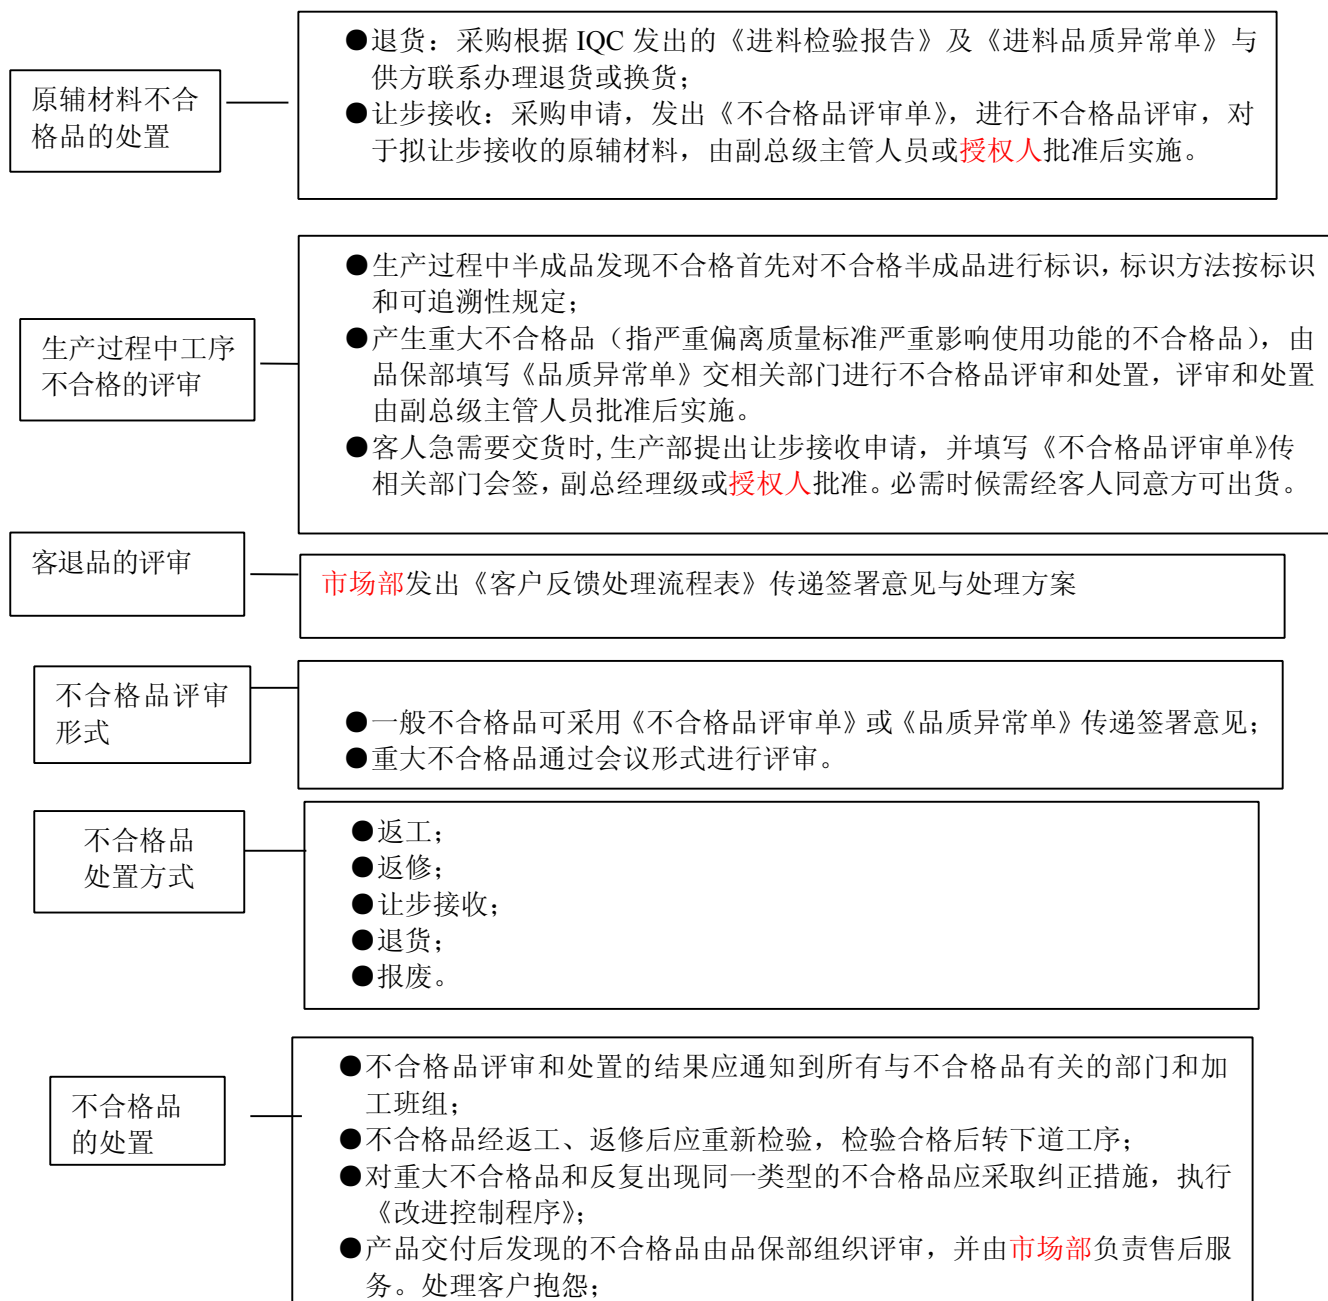 原辅材料不合
格品的处置
●退货：采购根据 IQC 发出的《进料检验报告》及《进料品质异常单》与
供方联系办理退货或换货；
●让步接收：采购申请，发出《不合格品评审单》，进行不合格品评审，对
于拟让步接收的原辅材料，由副总级主管人员或授权人批准后实施。
生产过程中工序
不合格的评审
●生产过程中半成品发现不合格首先对不合格半成品进行标识，标识方法按标识
和可追溯性规定；
●产生重大不合格品（指严重偏离质量标准严重影响使用功能的不合格品），由
品保部填写《品质异常单》交相关部门进行不合格品评审和处置，评审和处置
由副总级主管人员批准后实施。
●客人急需要交货时,生产部提出让步接收申请，并填写《不合格品评审单》传
相关部门会签，副总经理级或授权人批准。必需时候需经客人同意方可出货。
客退品的评审
市场部发出《客户反馈处理流程表》传递签署意见与处理方案
不合格品评审
形式
●一般不合格品可采用《不合格品评审单》或《品质异常单》传递签署意见；
●重大不合格品通过会议形式进行评审。
不合格品
处置方式
●返工；
●返修；
●让步接收；
●退货；
●报废。
不合格品
的处置
●不合格品评审和处置的结果应通知到所有与不合格品有关的部门和加
工班组；
●不合格品经返工、返修后应重新检验，检验合格后转下道工序；
●对重大不合格品和反复出现同一类型的不合格品应采取纠正措施，执行
《改进控制程序》；
●产品交付后发现的不合格品由品保部组织评审，并由市场部负责售后服
务。处理客户抱怨；